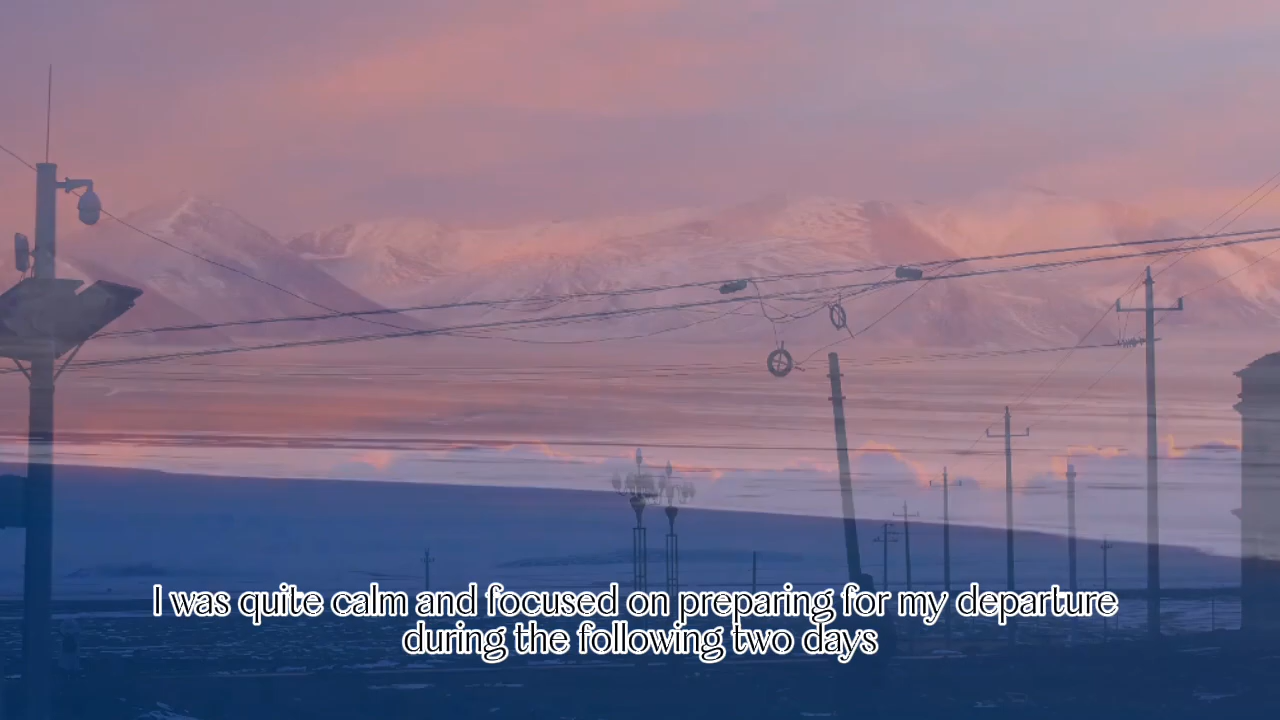 I was quite calm and focused on preparing for my departure
during the following two days